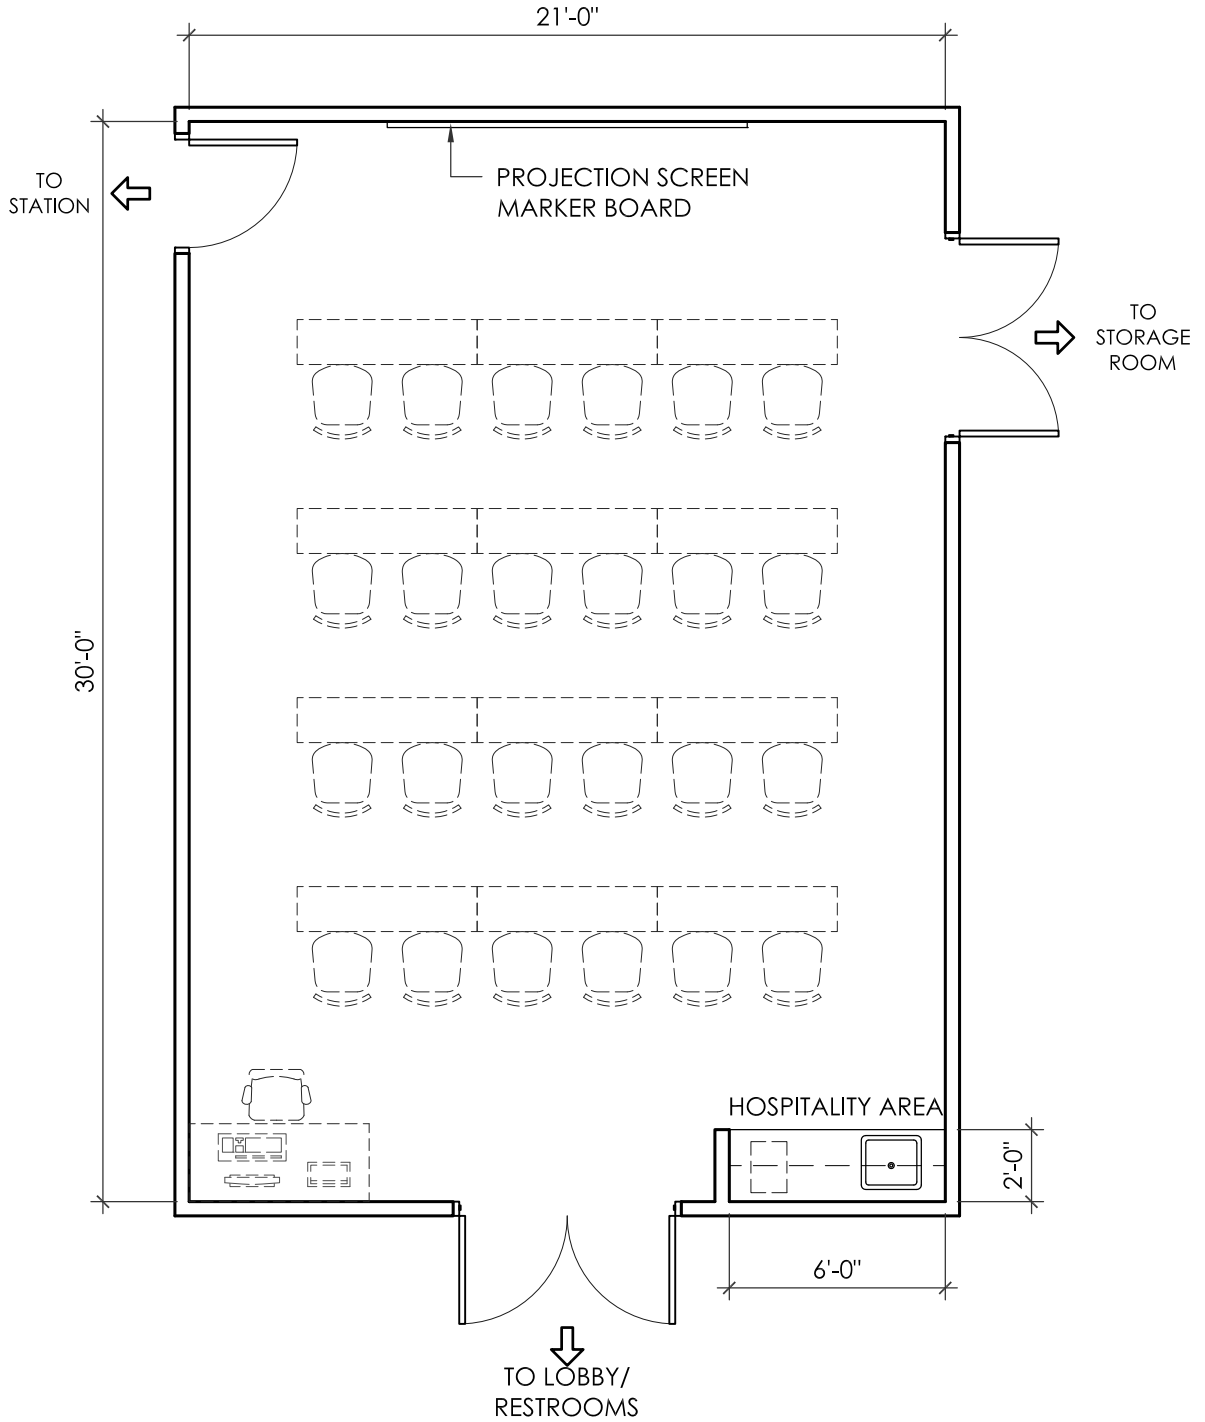 21'-0"
PROJECTION SCREEN
MARKER BOARD
TO
STATION
TO
STORAGE
ROOM
30'-0"
HOSPITALITY AREA
2'-0"
6'-0"
TO LOBBY/
RESTROOMS